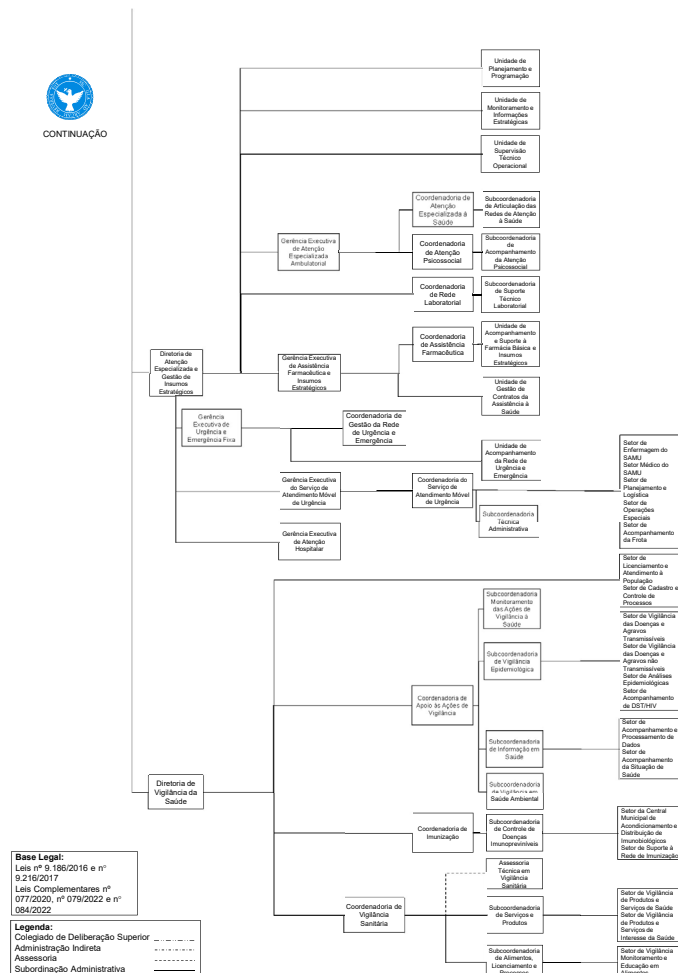 CONTINUAÇÃO
Unidade de
Planejamento e
Programação
Unidade de
Monitoramento e
Informações
Estratégicas
Unidade de
Supervisão
Técnico
Operacional
Coordenadoria de
Atenção
Especializada à
Saúde
Subcoordenadoria
de Articulação das
Redes de Atenção
à Saúde
Gerência Executiva
de Atenção
Especializada
Ambulatorial
Coordenadoria
de Atenção
Psicossocial
Subcoordenadoria
de
Acompanhamento
da Atenção
Psicossocial
Coordenadoria
de Rede
Laboratorial
Subcoordenadoria
de Suporte
Técnico
Laboratorial
Diretoria de
Atenção
Especializada e
Gestão de
Insumos
Estratégicos
Gerência Executiva
de Assistência
Farmacêutica e
Insumos
Estratégicos
Coordenadoria
de Assistência
Farmacêutica
Unidade de
Acompanhamento
e Suporte à
Farmácia Básica e
Insumos
Estratégicos
Unidade de
Gestão de
Contratos da
Assistência à
Saúde
Gerência
Executiva de
Urgência e
Emergência Fixa
Coordenadoria de
Gestão da Rede
de Urgência e
Emergência
Unidade de
Acompanhamento
da Rede de
Urgência e
Emergência
Gerência Executiva
do Serviço de
Atendimento Móvel
de Urgência
Coordenadoria do
Serviço de
Atendimento Móvel
de Urgência
Subcoordenadoria
Técnica
Administrativa
Setor de
Enfermagem do
SAMU
Setor Médico do
SAMU
Setor de
Planejamento e
Logística
Setor de
Operações
Especiais
Setor de
Acompanhamento
da Frota
Gerência Executiva
de Atenção
Hospitalar
Setor de
Licenciamento e
Atendimento à
População
Setor de Cadastro e
Controle de
Processos
Subcoordenadoria
Monitoramento
das Ações de
Vigilância à
Saúde
Setor de Vigilância
das Doenças e
Agravos
Transmissíveis
Setor de Vigilância
das Doenças e
Agravos não
Transmissíveis
Setor de Análises
Epidemiológicas
Setor de
Acompanhamento
de DST/HIV
Subcoordenadoria
de Vigilância
Epidemiológica
Coordenadoria de
Apoio às Ações de
Vigilância
Subcoordenadoria
de Informação em
Saúde
Setor de
Acompanhamento e
Processamento de
Dados
Setor de
Acompanhamento
da Situação de
Saúde
Diretoria de
Vigilância da
Saúde
Subcoordenadoria
de Vigilância em
Saúde Ambiental
Coordenadoria de
Imunização
Subcoordenadoria
de Controle de
Doenças
Imunopreviníveis
Setor da Central
Municipal de
Acondicionamento e
Distribuição de
Imunobiológicos
Setor de Suporte à
Rede de Imunização
Assessoria
Técnica em
Vigilância
Sanitária
Coordenadoria de
Vigilância
Sanitária
Subcoordenadoria
de Serviços e
Produtos
Setor de Vigilância
de Produtos e
Serviços de Saúde
Setor de Vigilância
de Produtos e
Serviços de
Interesse da Saúde
Subcoordenadoria
de Alimentos,
Licenciamento e
Processos
Setor de Vigilância
Monitoramento e
Educação em
Alimentos
Base Legal:
Leis nº 9.186/2016 e nº
9.216/2017
Leis Complementares nº
077/2020, nº 079/2022 e nº
084/2022
Legenda:
Colegiado de Deliberação Superior
Administração Indireta
Assessoria
Subordinação Administrativa